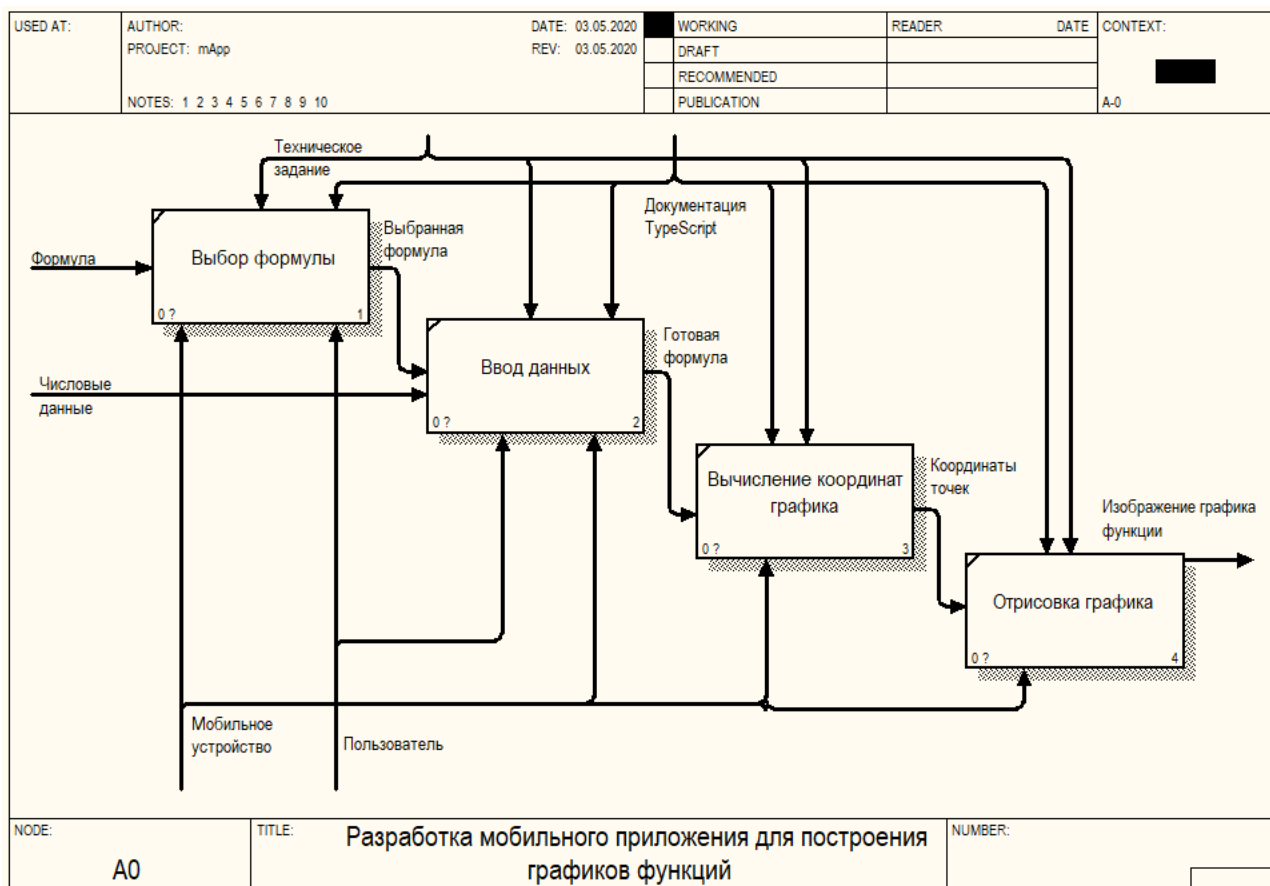 USED AT:
AUTHOR:
DATE: 03.05.2020
PROJECT: mApp
REV: 03.05.2020
NOTES: 1 2 3 4 5 6 7 8 9 10
WORKING
DRAFT
RECOMMENDED
PUBLICATION
READER
DATE
CONTEXT:
A-0
Техническое
задание
Документация
TypeScript
Формула
Выбор формулы
0 ?
1
Выбранная
формула
Числовые
данные
Ввод данных
0 ?
2
Готовая
формула
Вычисление координат
графика
0 ?
3
Координаты
точек
Отрисовка графика
0 ?
4
Изображение графика
функции
Мобильное
устройство
Пользователь
NODE:
A0
TITLE:
Разработка мобильного приложения для построения
графиков функций
NUMBER: